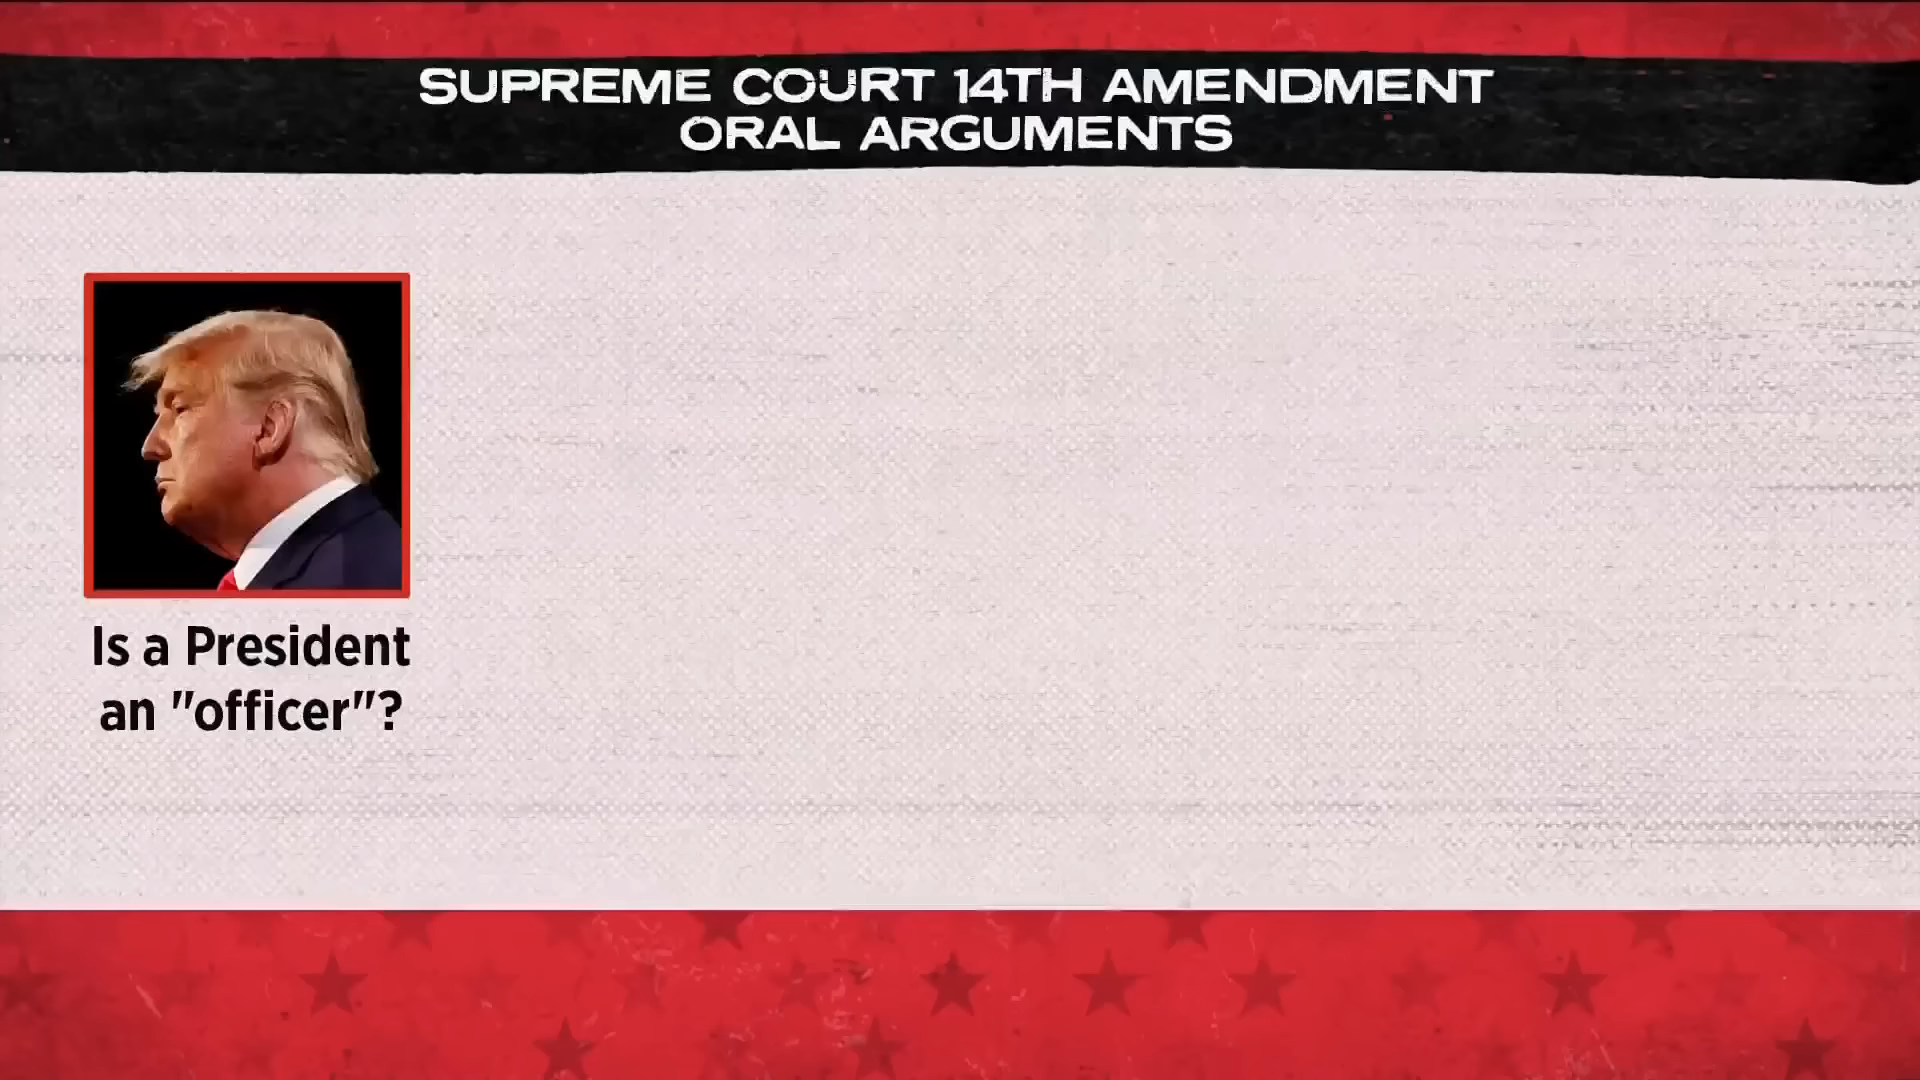 SUPREME COURT 14TH AMENDMENT
ORAL ARGUMENTS
Is a President
an "officer"?